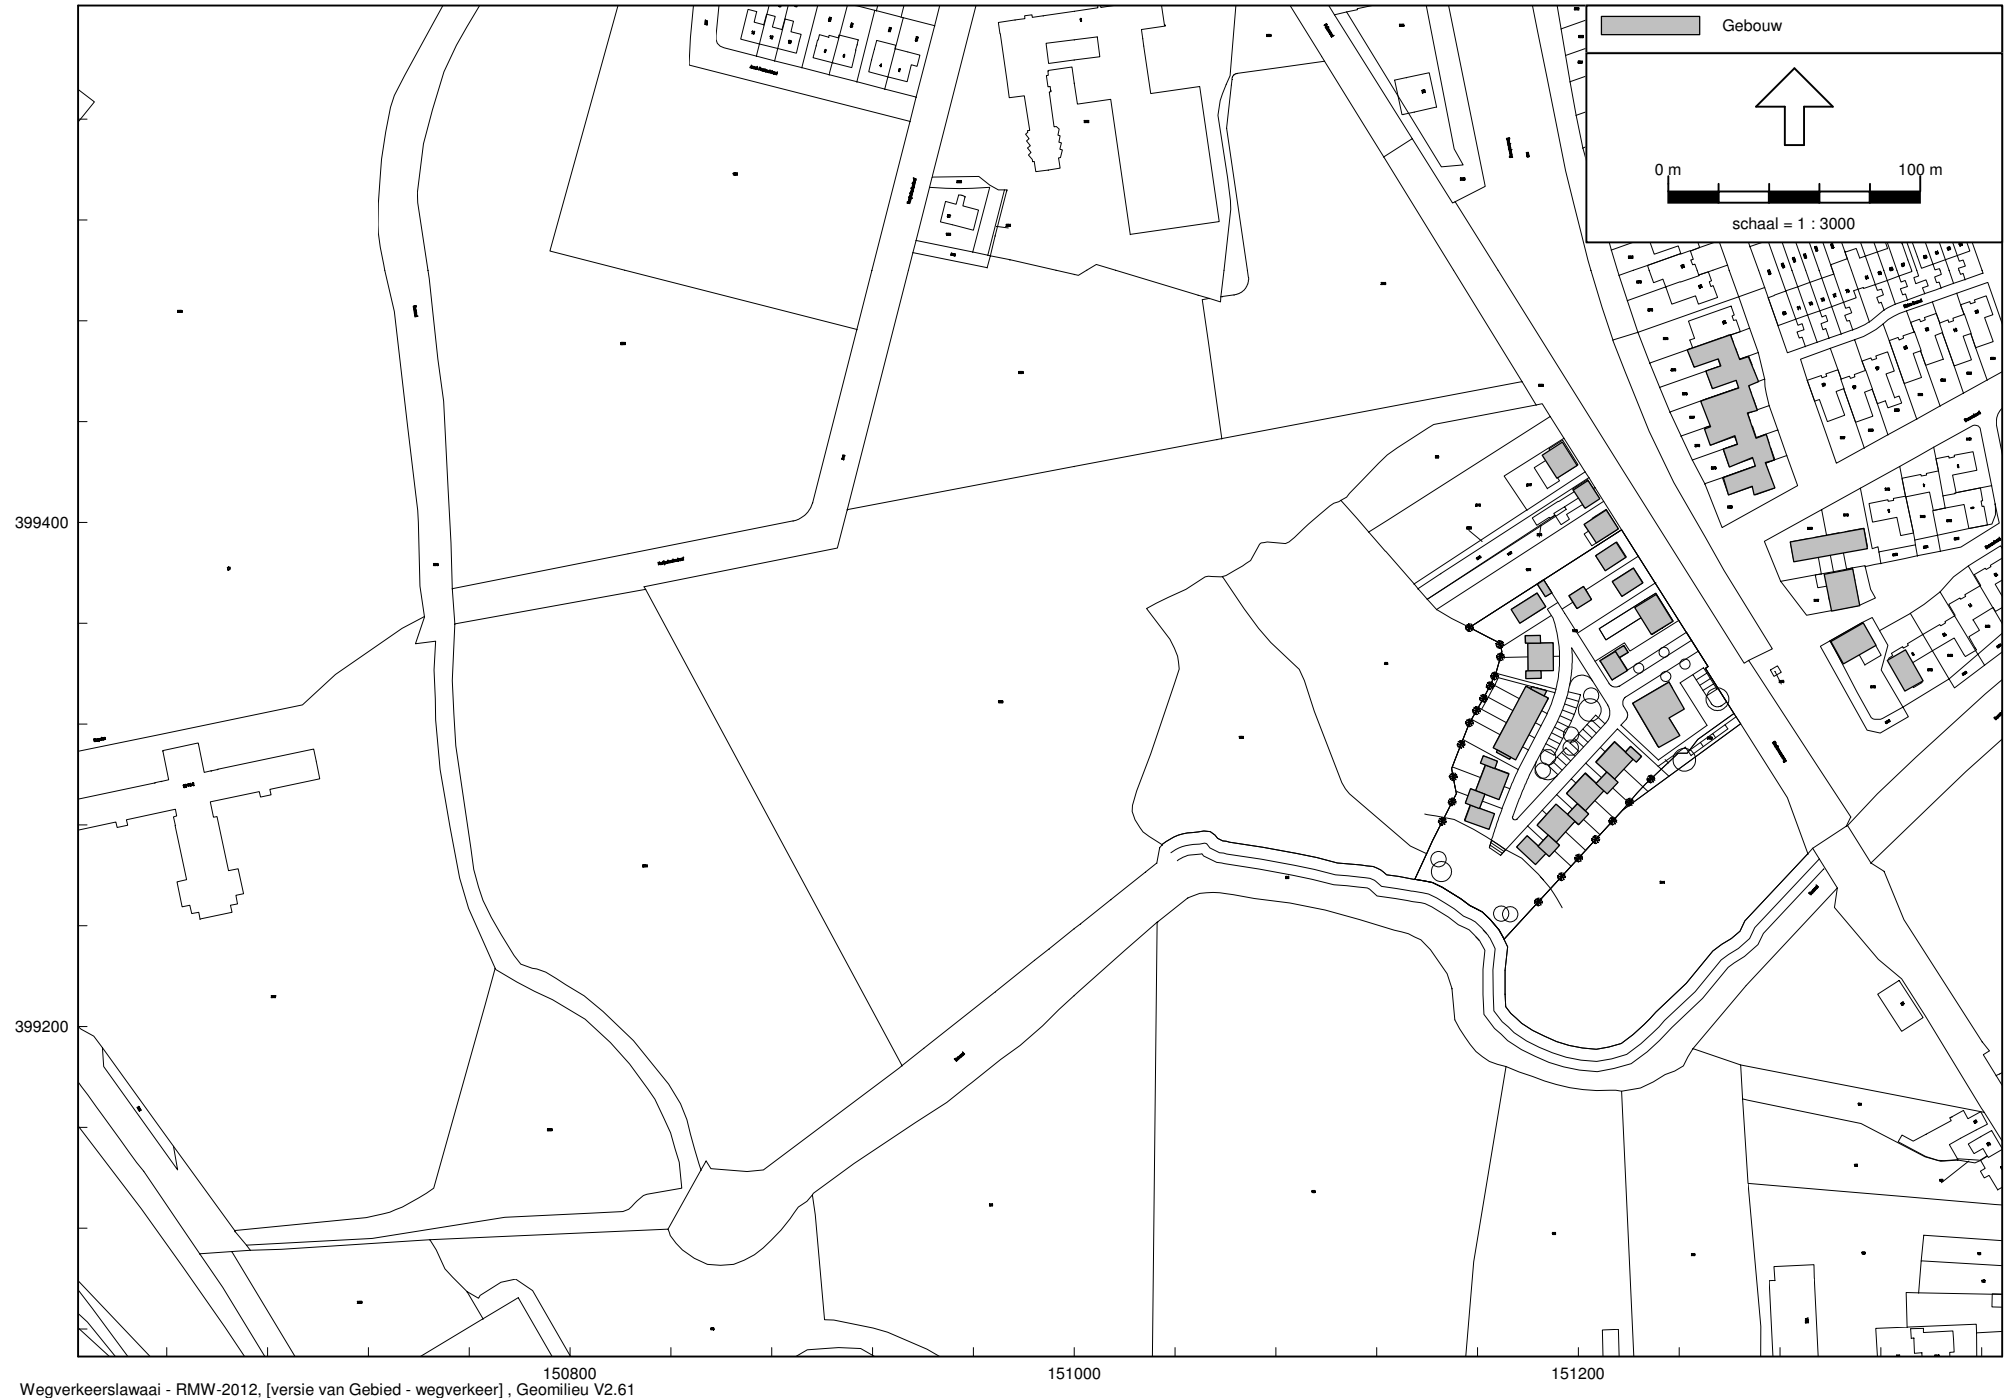 Gebouw
0 m 100 m
schaal = 1 : 3000
399400
399200
150800 151000 151200
Wegverkeerslawaai - RMW-2012, [versie van Gebied - wegverkeer] , Geomilieu V2.61